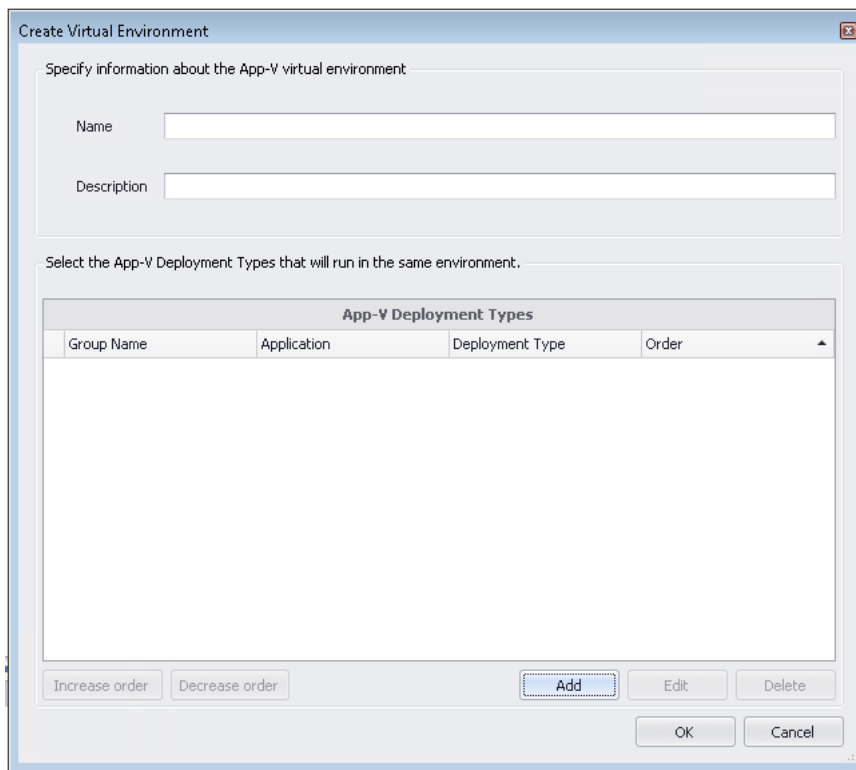 Create Virtual Environment
Specify information about the App-V virtual environment
Name
Description
Select the App-V Deployment Types that will run in the same environment.
App-V Deployment Types
Group Name Application Deployment Type Order
Increase order Decrease order Add Edit Delete
OK Cancel